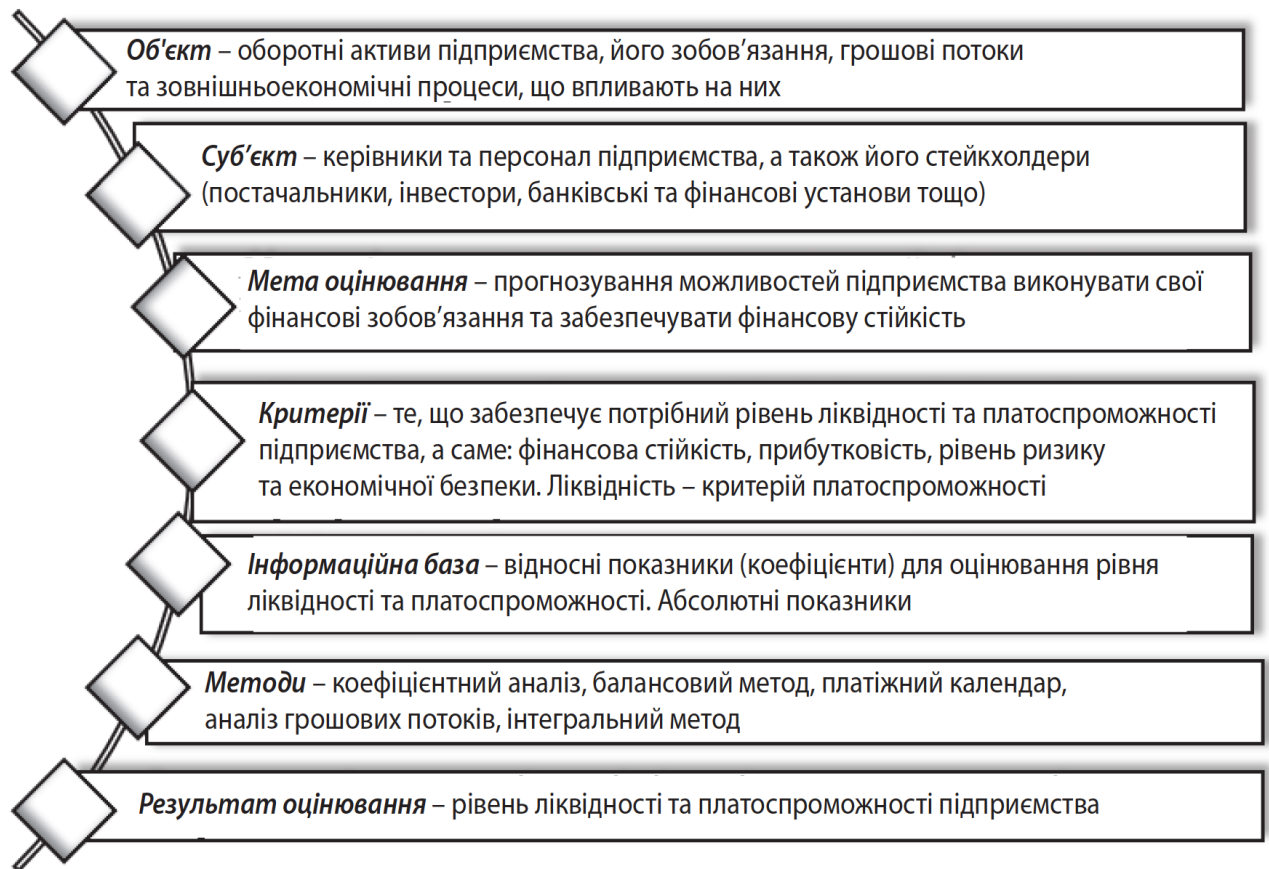 Об'єкт – оборотні активи підприємства, його зобов’язання, грошові потоки
та зовнішньоекономічні процеси, що впливають на них
Суб’єкт – керівники та персонал підприємства, а також його стейкхолдери
(постачальники, інвестори, банківські та фінансові установи тощо)
Мета оцінювання – прогнозування можливостей підприємства виконувати свої
фінансові зобов’язання та забезпечувати фінансову стійкість
Критерії – те, що забезпечує потрібний рівень ліквідності та платоспроможності
підприємства, а саме: фінансова стійкість, прибутковість, рівень ризику
та економічної безпеки. Ліквідність – критерій платоспроможності
Інформаційна база – відносні показники (коефіцієнти) для оцінювання рівня
ліквідності та платоспроможності. Абсолютні показники
Методи – коефіцієнтний аналіз, балансовий метод, платіжний календар,
аналіз грошових потоків, інтегральний метод
Результат оцінювання – рівень ліквідності та платоспроможності підприємства